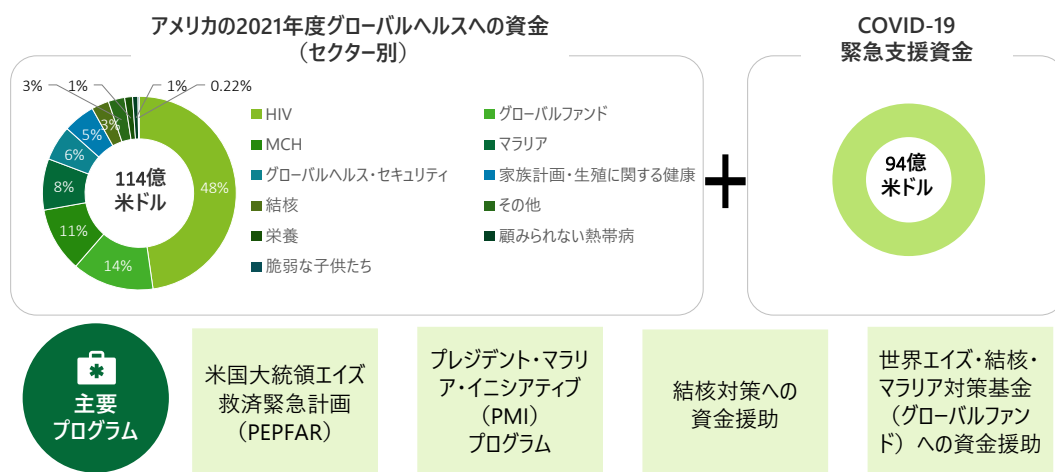 アメリカの2021年度グローバルヘルスへの資金
（セクター別）
COVID-19
緊急支援資金
3%
1%
1%
0.22%
3%
5%
6%
8%
11%
14%
48%
114億
米ドル
HIV
グローバルファンド
MCH
マラリア
グローバルヘルス・セキュリティ
家族計画・生殖に関する健康
結核
その他
栄養
顧みられない熱帯病
脆弱な子供たち
94億
米ドル
主要
プログラム
米国大統領エイズ
救済緊急計画
（PEPFAR）
プレジデント・マラリ
ア・イニシアティブ
（PMI）
プログラム
結核対策への
資金援助
世界エイズ・結核・
マラリア対策基金
（グローバルファン
ド）への資金援助